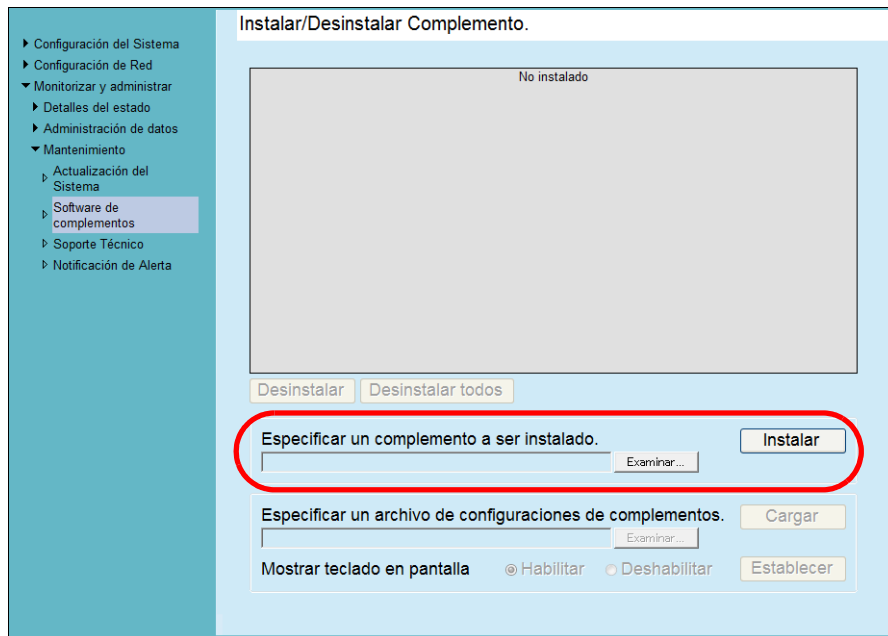 Instalar/Desinstalar Complemento.
Configuración del Sistema
Configuración de Red
Monitorizar y administrar
Detalles del estado
Administración de datos
Mantenimiento
Actualización del
Sistema
Software de
complementos
Soporte Técnico
Notificación de Alerta
No instalado
Desinstalar
Desinstalar todos
Especificar un complemento a ser instalado.
Instalar
Examinar...
Especificar un archivo de configuraciones de complementos.
Cargar
Examinar...
Mostrar teclado en pantalla
Habilitar
Deshabilitar
Establecer